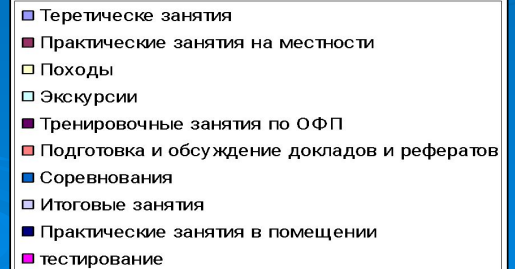 Теретическе занятия
Практические занятия на местности
Походы
Экскурсии
Тренировочные занятия по ОФП
Подготовка и обсуждение докладов и рефератов
Соревнования
Итоговые занятия
Практические занятия в помещении
тестирование